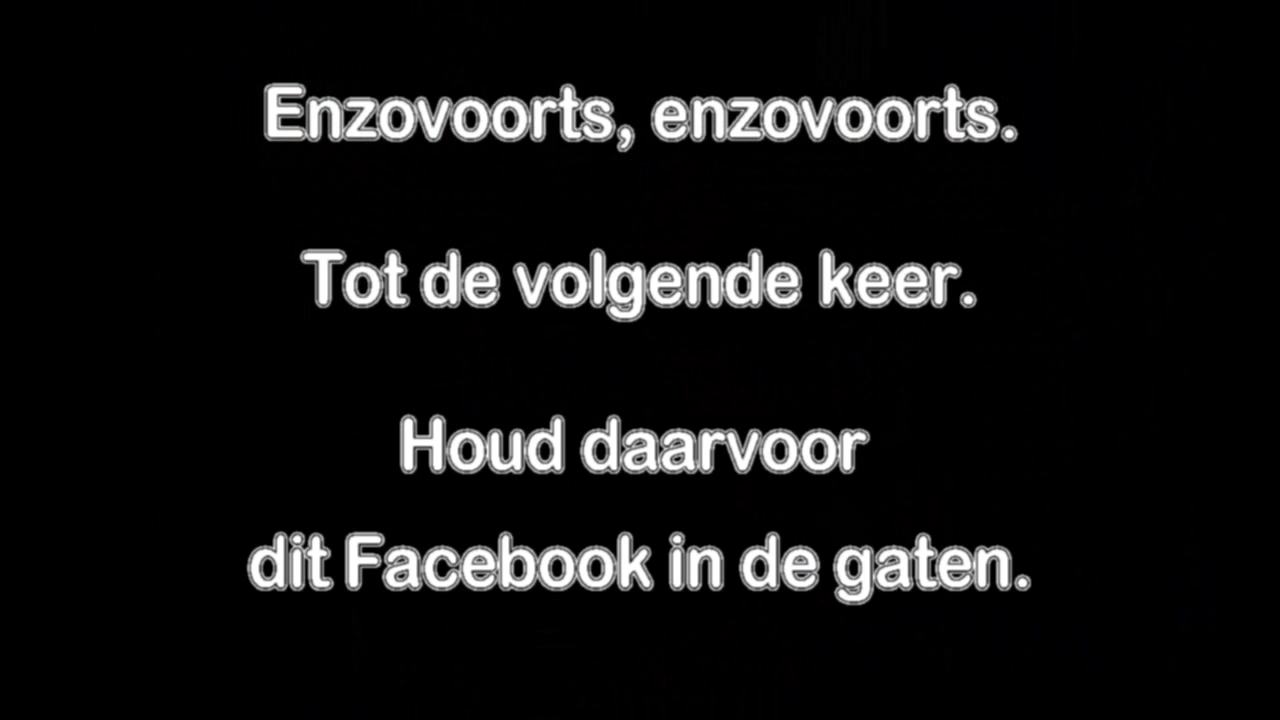 Enzovoorts, enzovoorts.
Tot de volgende keer.
Houd daarvoor
dit Facebook in de gaten.